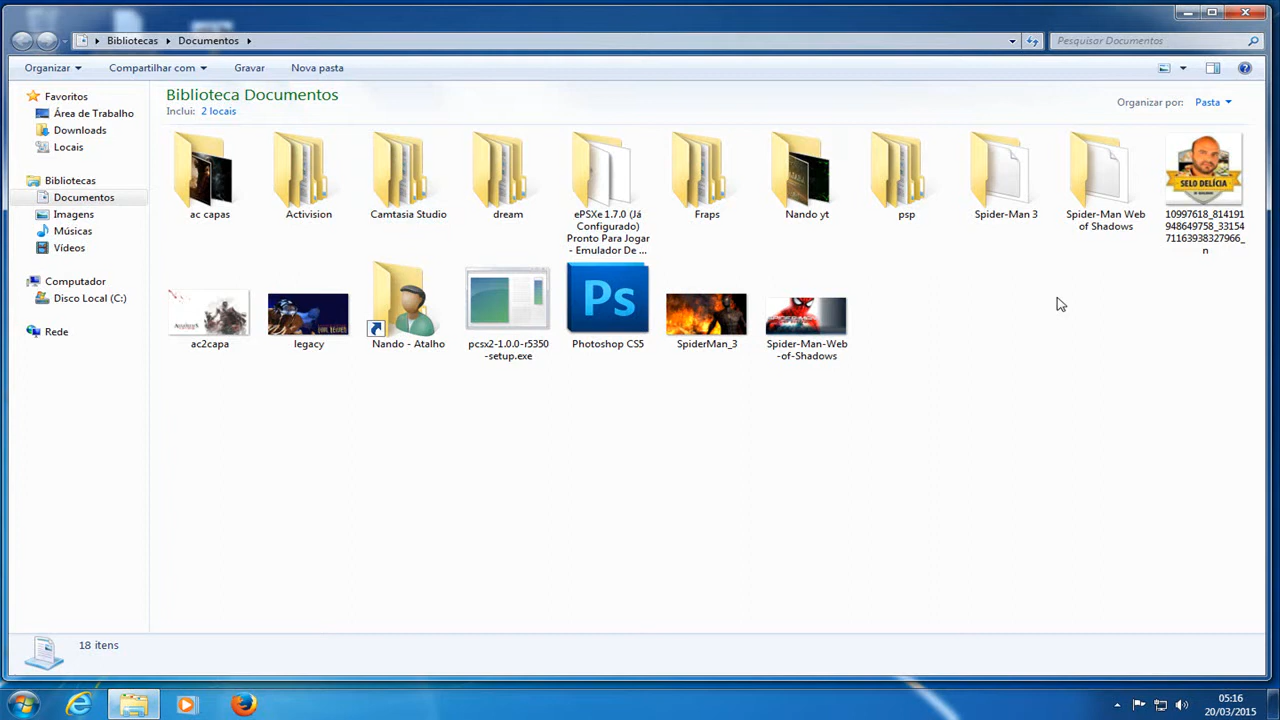 Bibliotecas
Documentos
Pesquisar Documentos
Organizar
Compartilhar com
Gravar
Nova pasta
Favoritos
Área de Trabalho
Downloads
Locais
Bibliotecas
Documentos
Imagens
Músicas
Vídeos
Computador
Disco Local (C:)
Rede
Biblioteca Documentos
Inclui: 2 locais
Organizar por: Pasta
ac capas
Activision
Camtasia Studio
dream
ePSXe 1.7.0 (Já
Configurado)
Pronto Para Jogar
- Emulador De ...
Fraps
Nando yt
psp
Spider-Man 3
Spider-Man Web
of Shadows
SELO DELÍCIA
10997618_814191
948649758_33154
71163938327966_
n
ac2capa
legacy
Nando - Atalho
pcsx2-1.0.0-r5350
-setup.exe
Ps
Photoshop CS5
SpiderMan_3
Spider-Man-Web
-of-Shadows
18 itens
05:16
20/03/2015